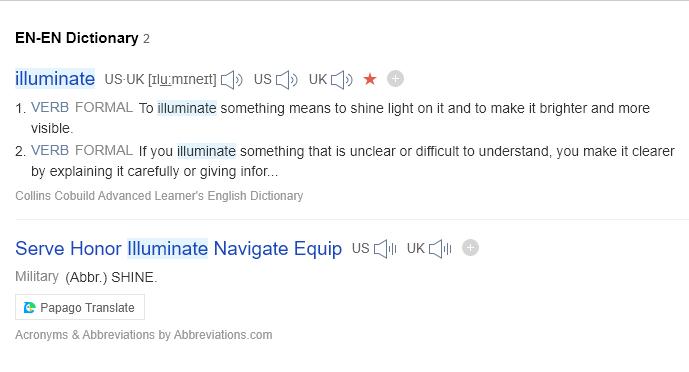 EN-EN Dictionary 2
illuminate US·UK [ɪluːmɪneɪt] US UK
1. VERB FORMAL To illuminate something means to shine light on it and to make it brighter and more
visible.
2. VERB FORMAL If you illuminate something that is unclear or difficult to understand, you make it clearer
by explaining it carefully or giving infor...
Collins Cobuild Advanced Learner's English Dictionary
Serve Honor Illuminate Navigate Equip US UK
Military (Abbr.) SHINE.
Papago Translate
Acronyms & Abbreviations by Abbreviations.com